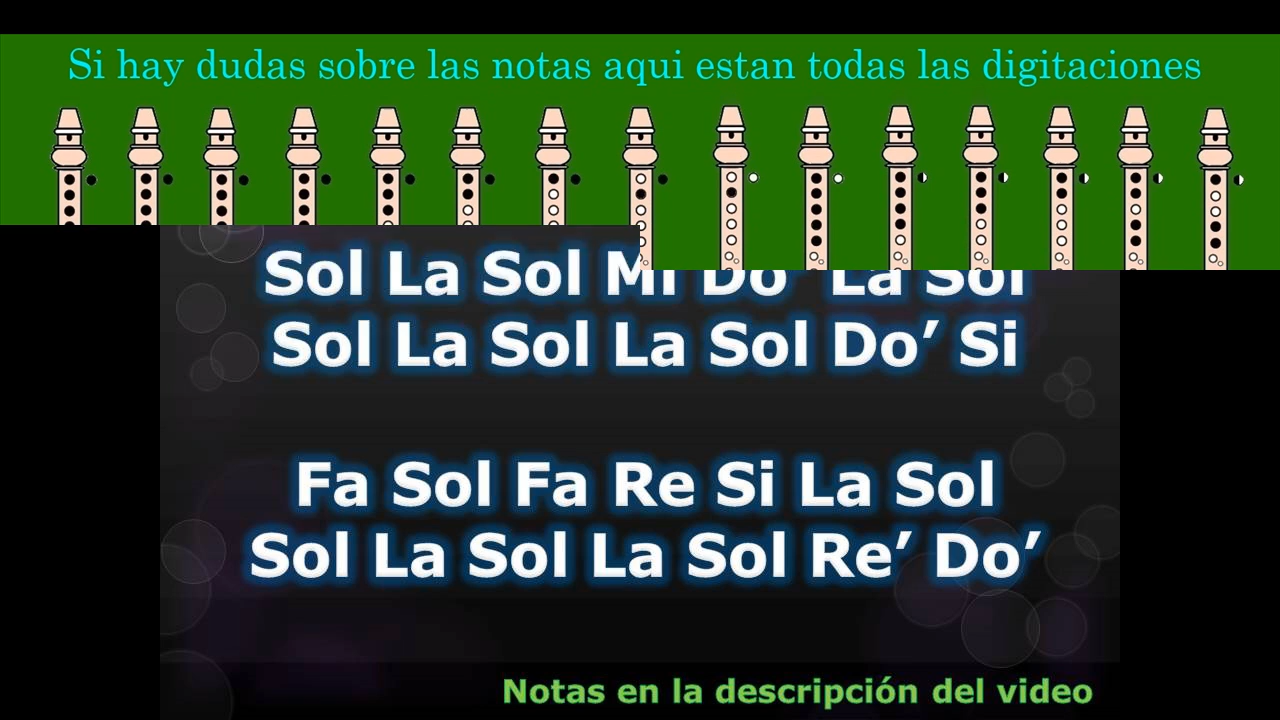 Si hay dudas sobre las notas aqui estan todas las digitaciones
Sol La Sol Mi Do’ La Sol
Sol La Sol La Sol Do’ Si
Fa Sol Fa Re Si La Sol
Sol La Sol La Sol Re’ Do’
Notas en la descripción del video